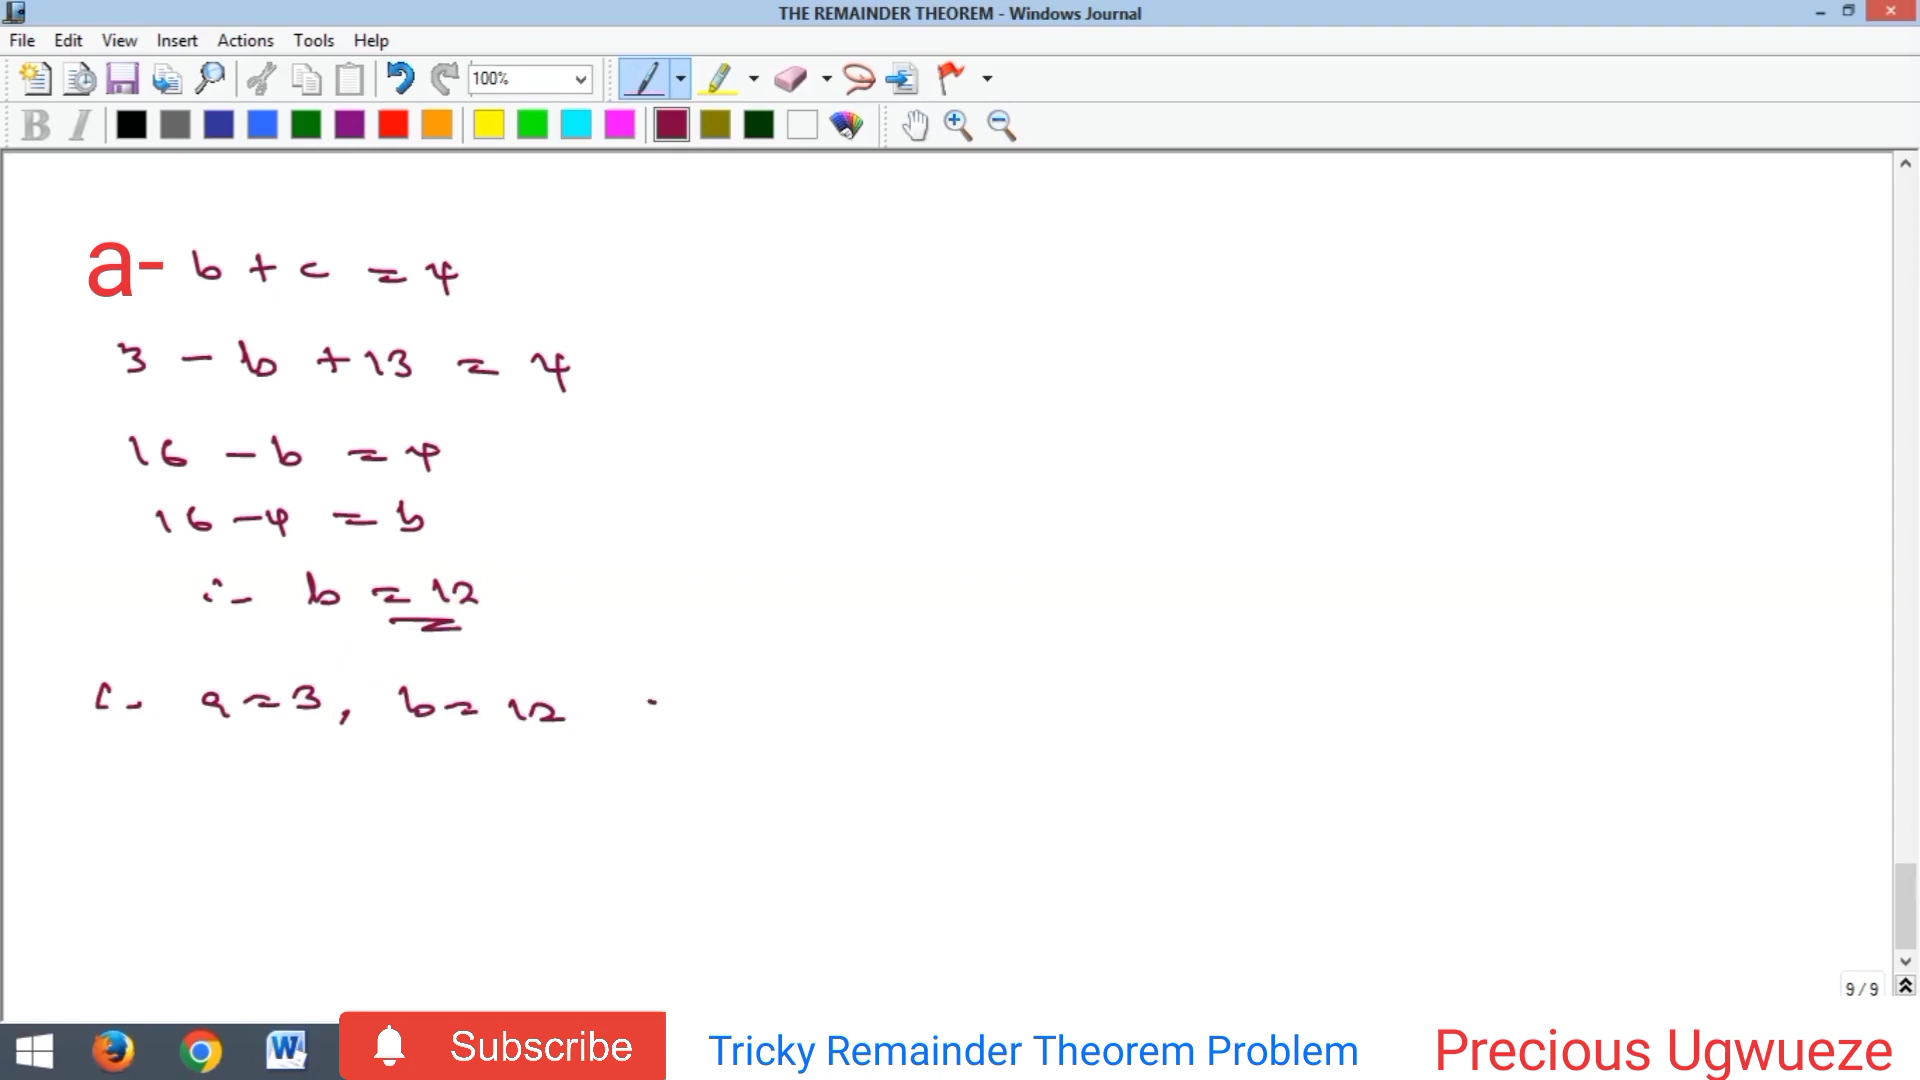 THE REMAINDER THEOREM - Windows Journal
File Edit View Insert Actions Tools Help
100%
B I
a- b + c = 4
3 - b + 13 = 4
16 - b = 4
16 - 4 = b
∴ b = 12
∴ a = 3, b = 12
9 / 9
W Subscribe Tricky Remainder Theorem Problem Precious Ugwueze